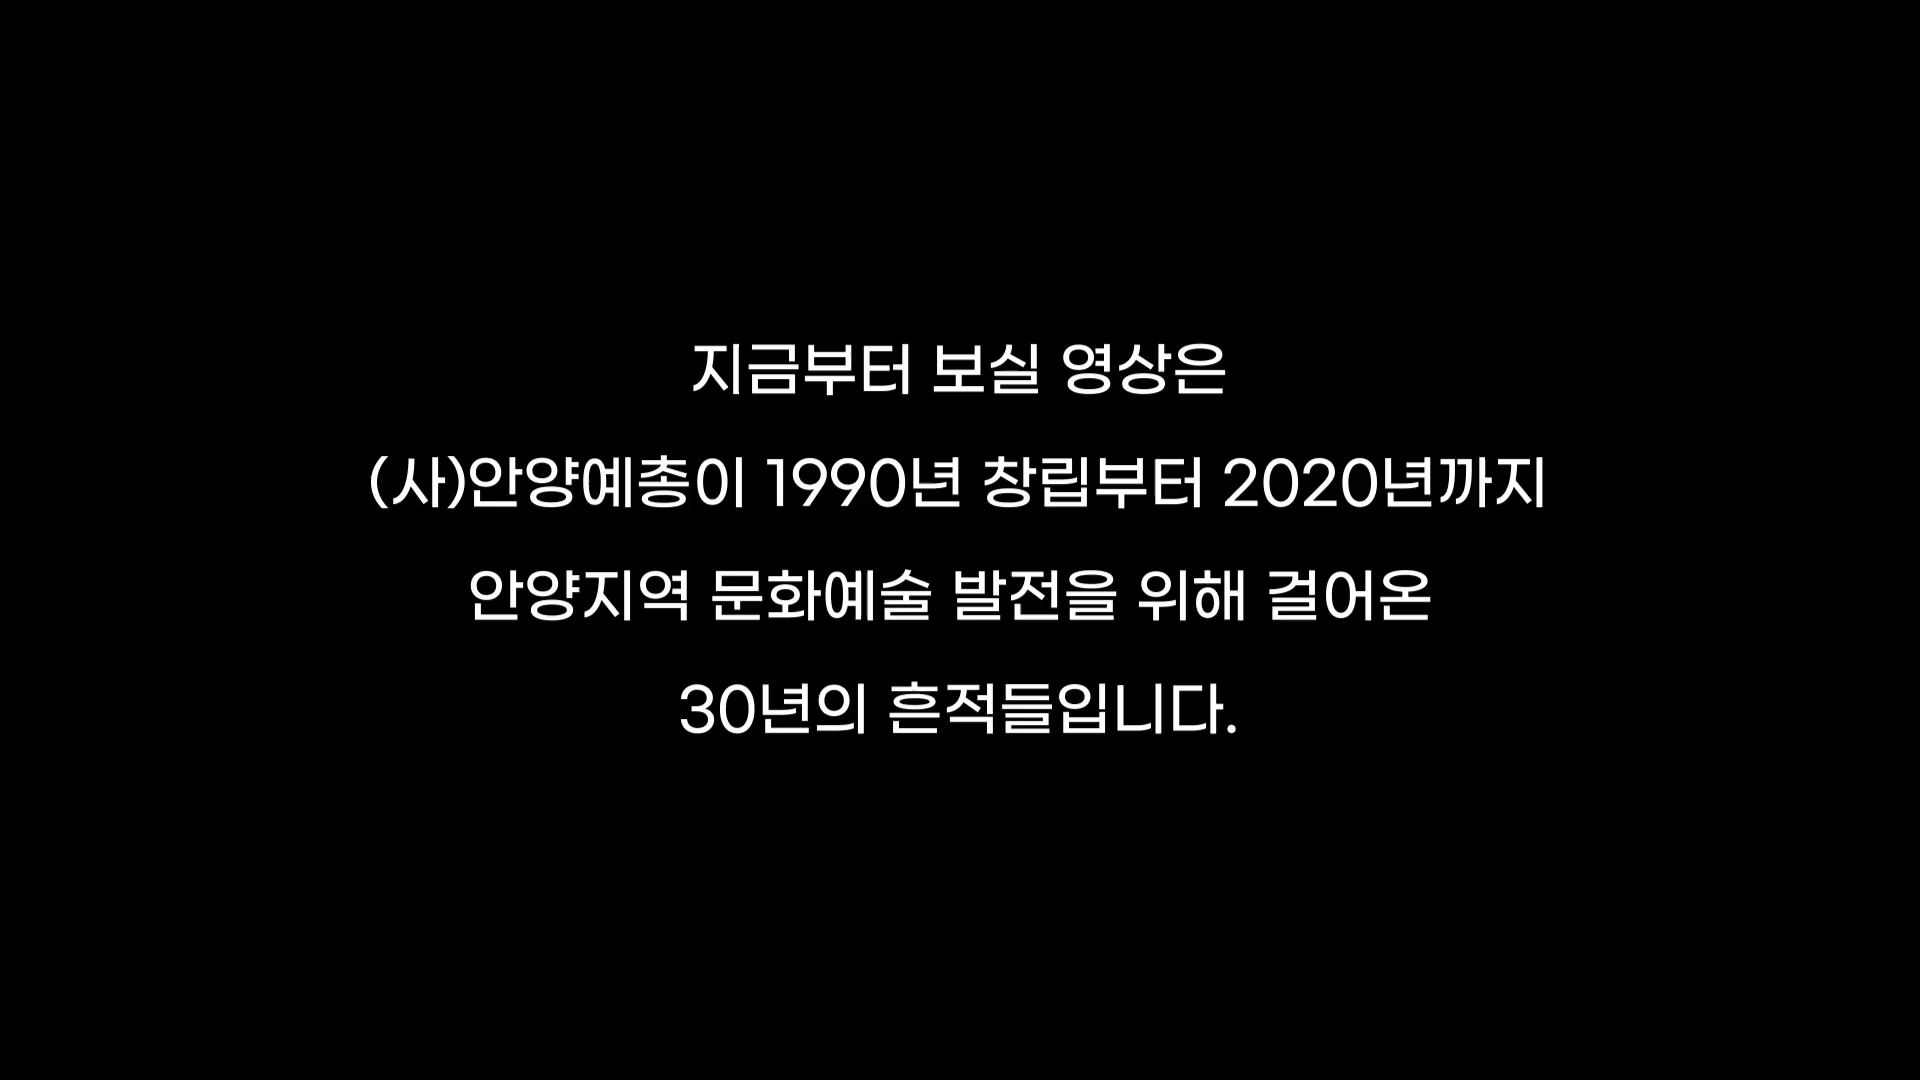 지금부터 보실 영상은
(사)안양예총이 1990년 창립부터 2020년까지
안양지역 문화예술 발전을 위해 걸어온
30년의 흔적들입니다.